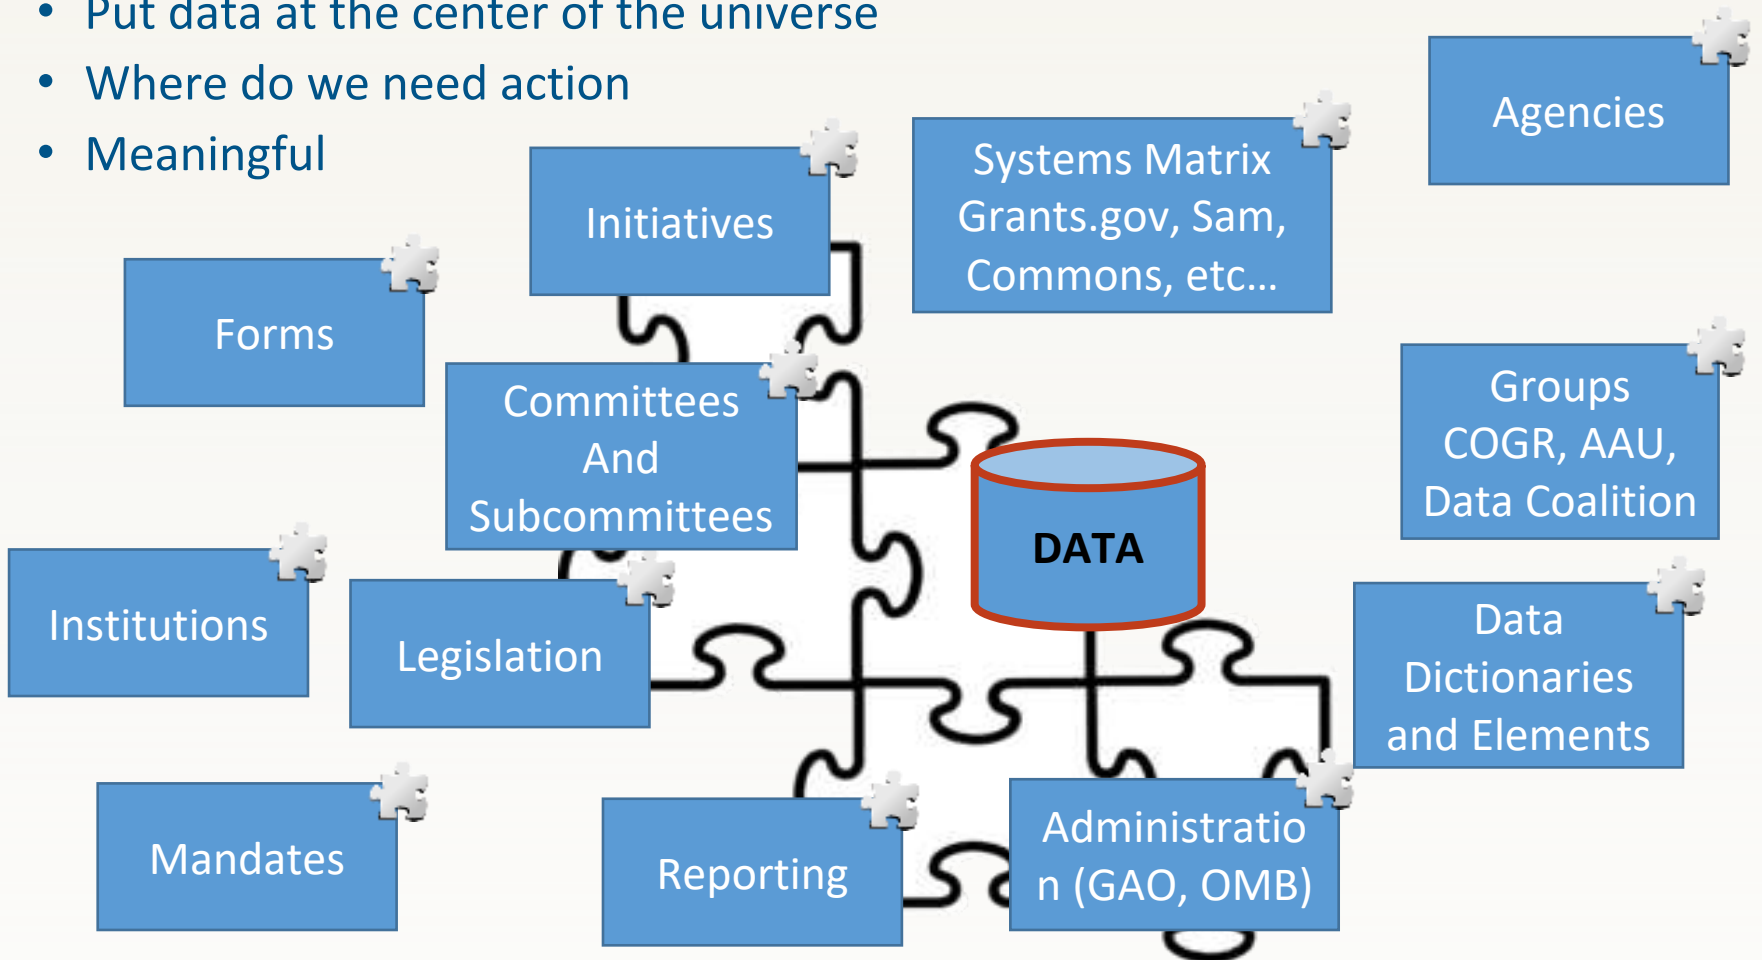 • Put data at the center of the universe
• Where do we need action
• Meaningful
Agencies
Systems Matrix
Grants.gov, Sam,
Commons, etc...
Initiatives
Forms
Groups
COGR, AAU,
Data Coalition
Committees
And
Subcommittees
DATA
Institutions
Legislation
Data
Dictionaries
and Elements
Mandates
Reporting
Administratio
n (GAO, OMB)